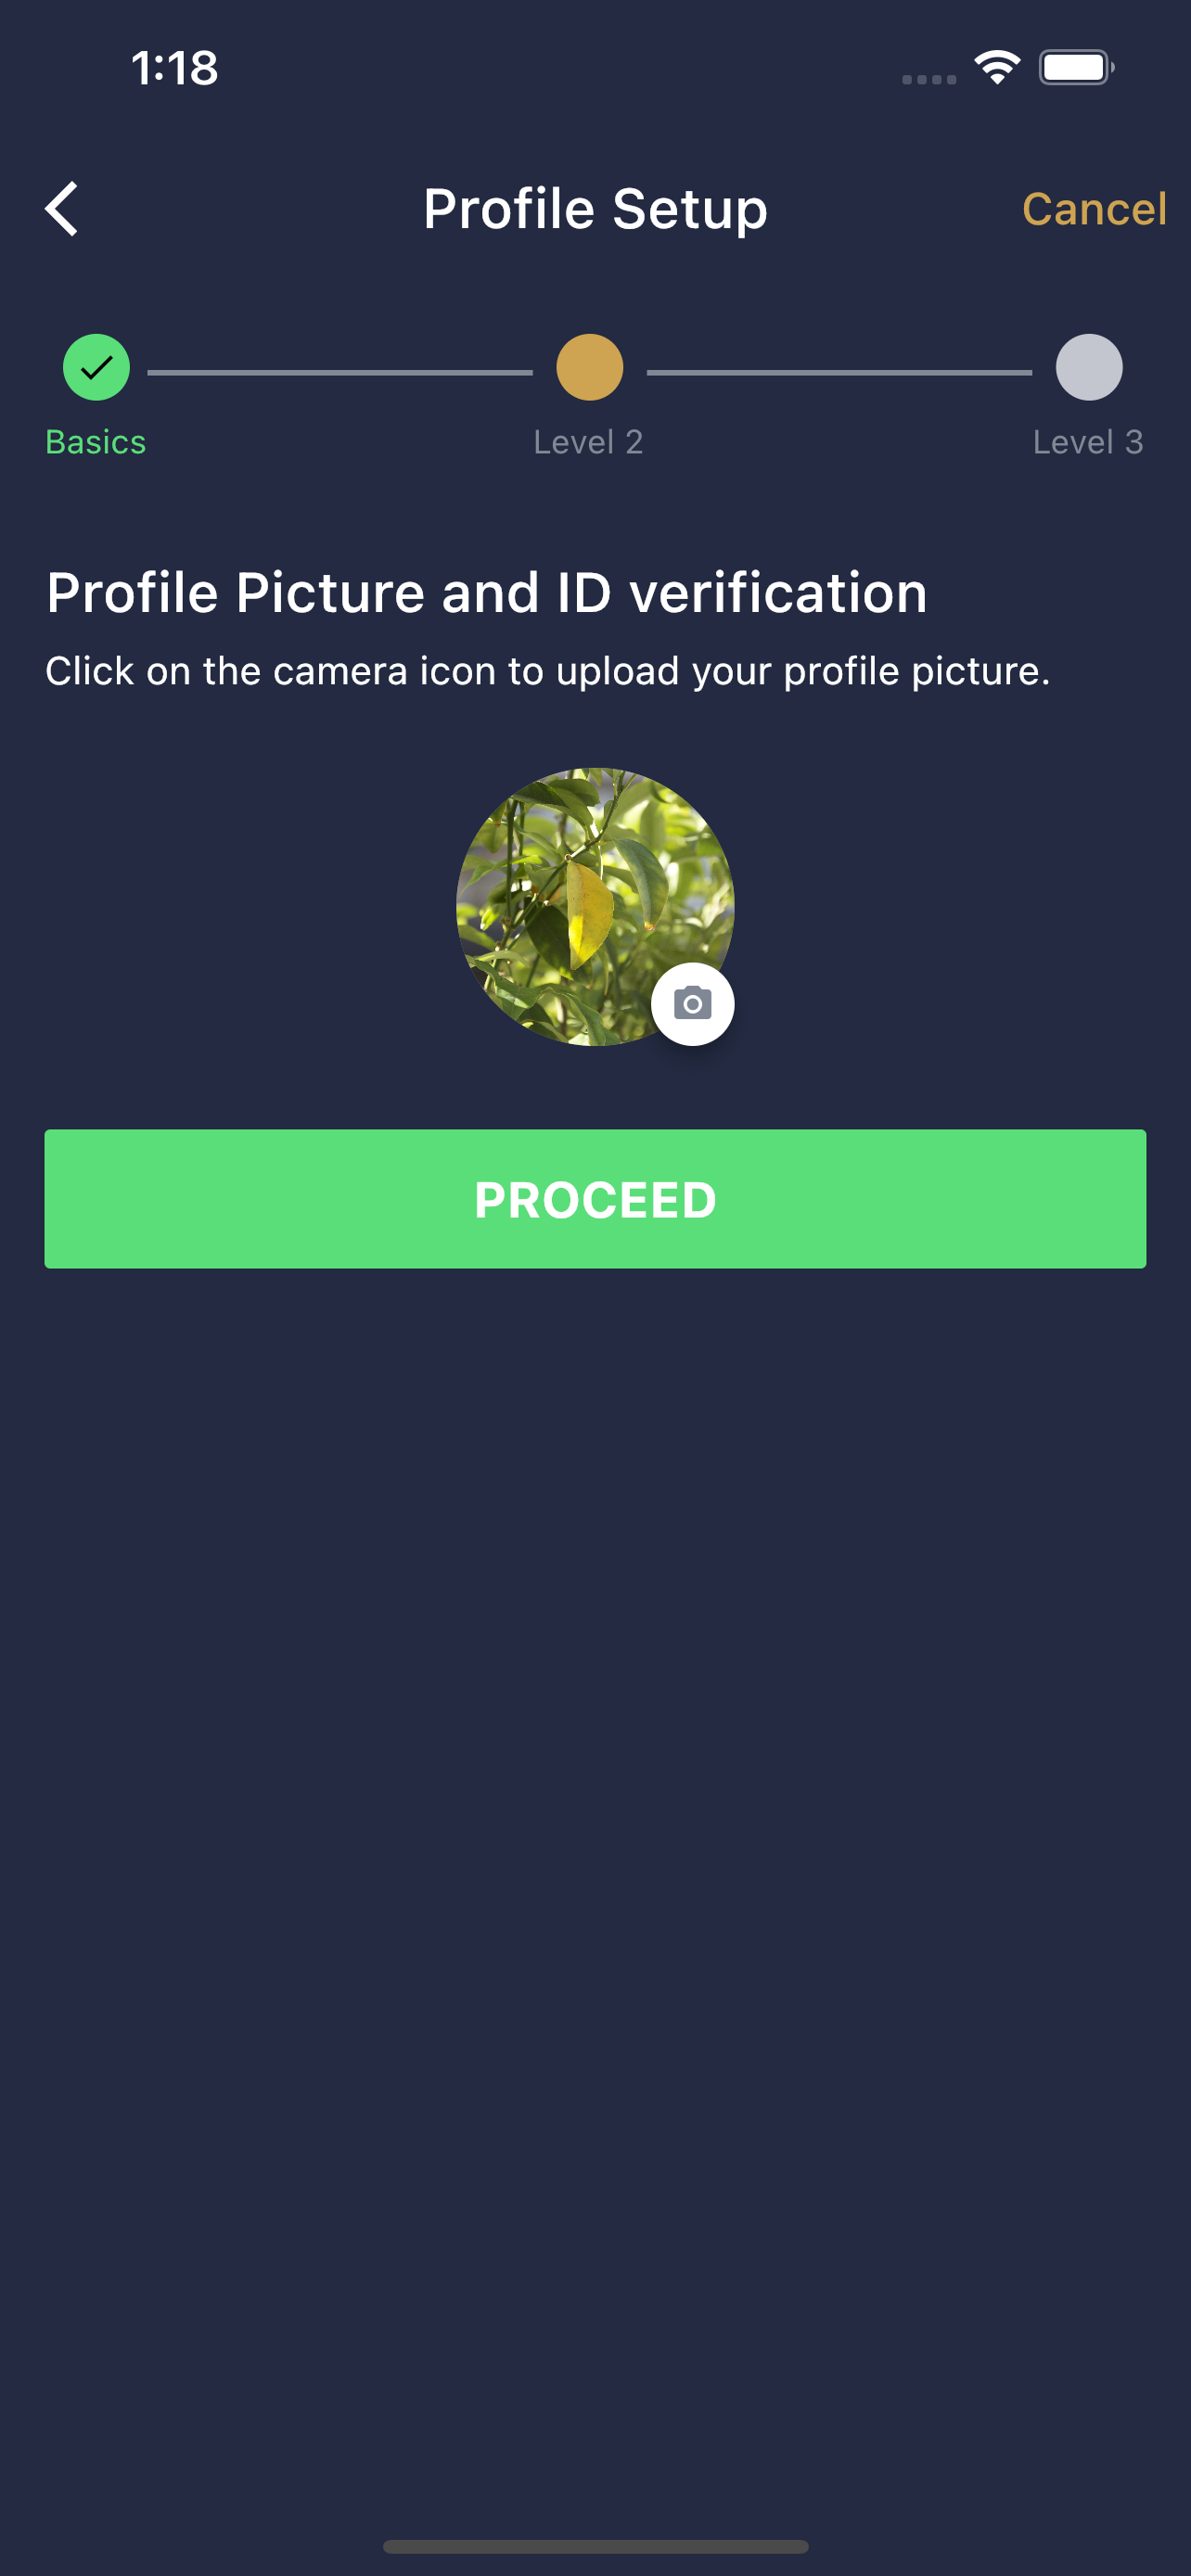 1:18
Profile Setup
Cancel
Basics
Level 2
Level 3
Profile Picture and ID verification
Click on the camera icon to upload your profile picture.
PROCEED